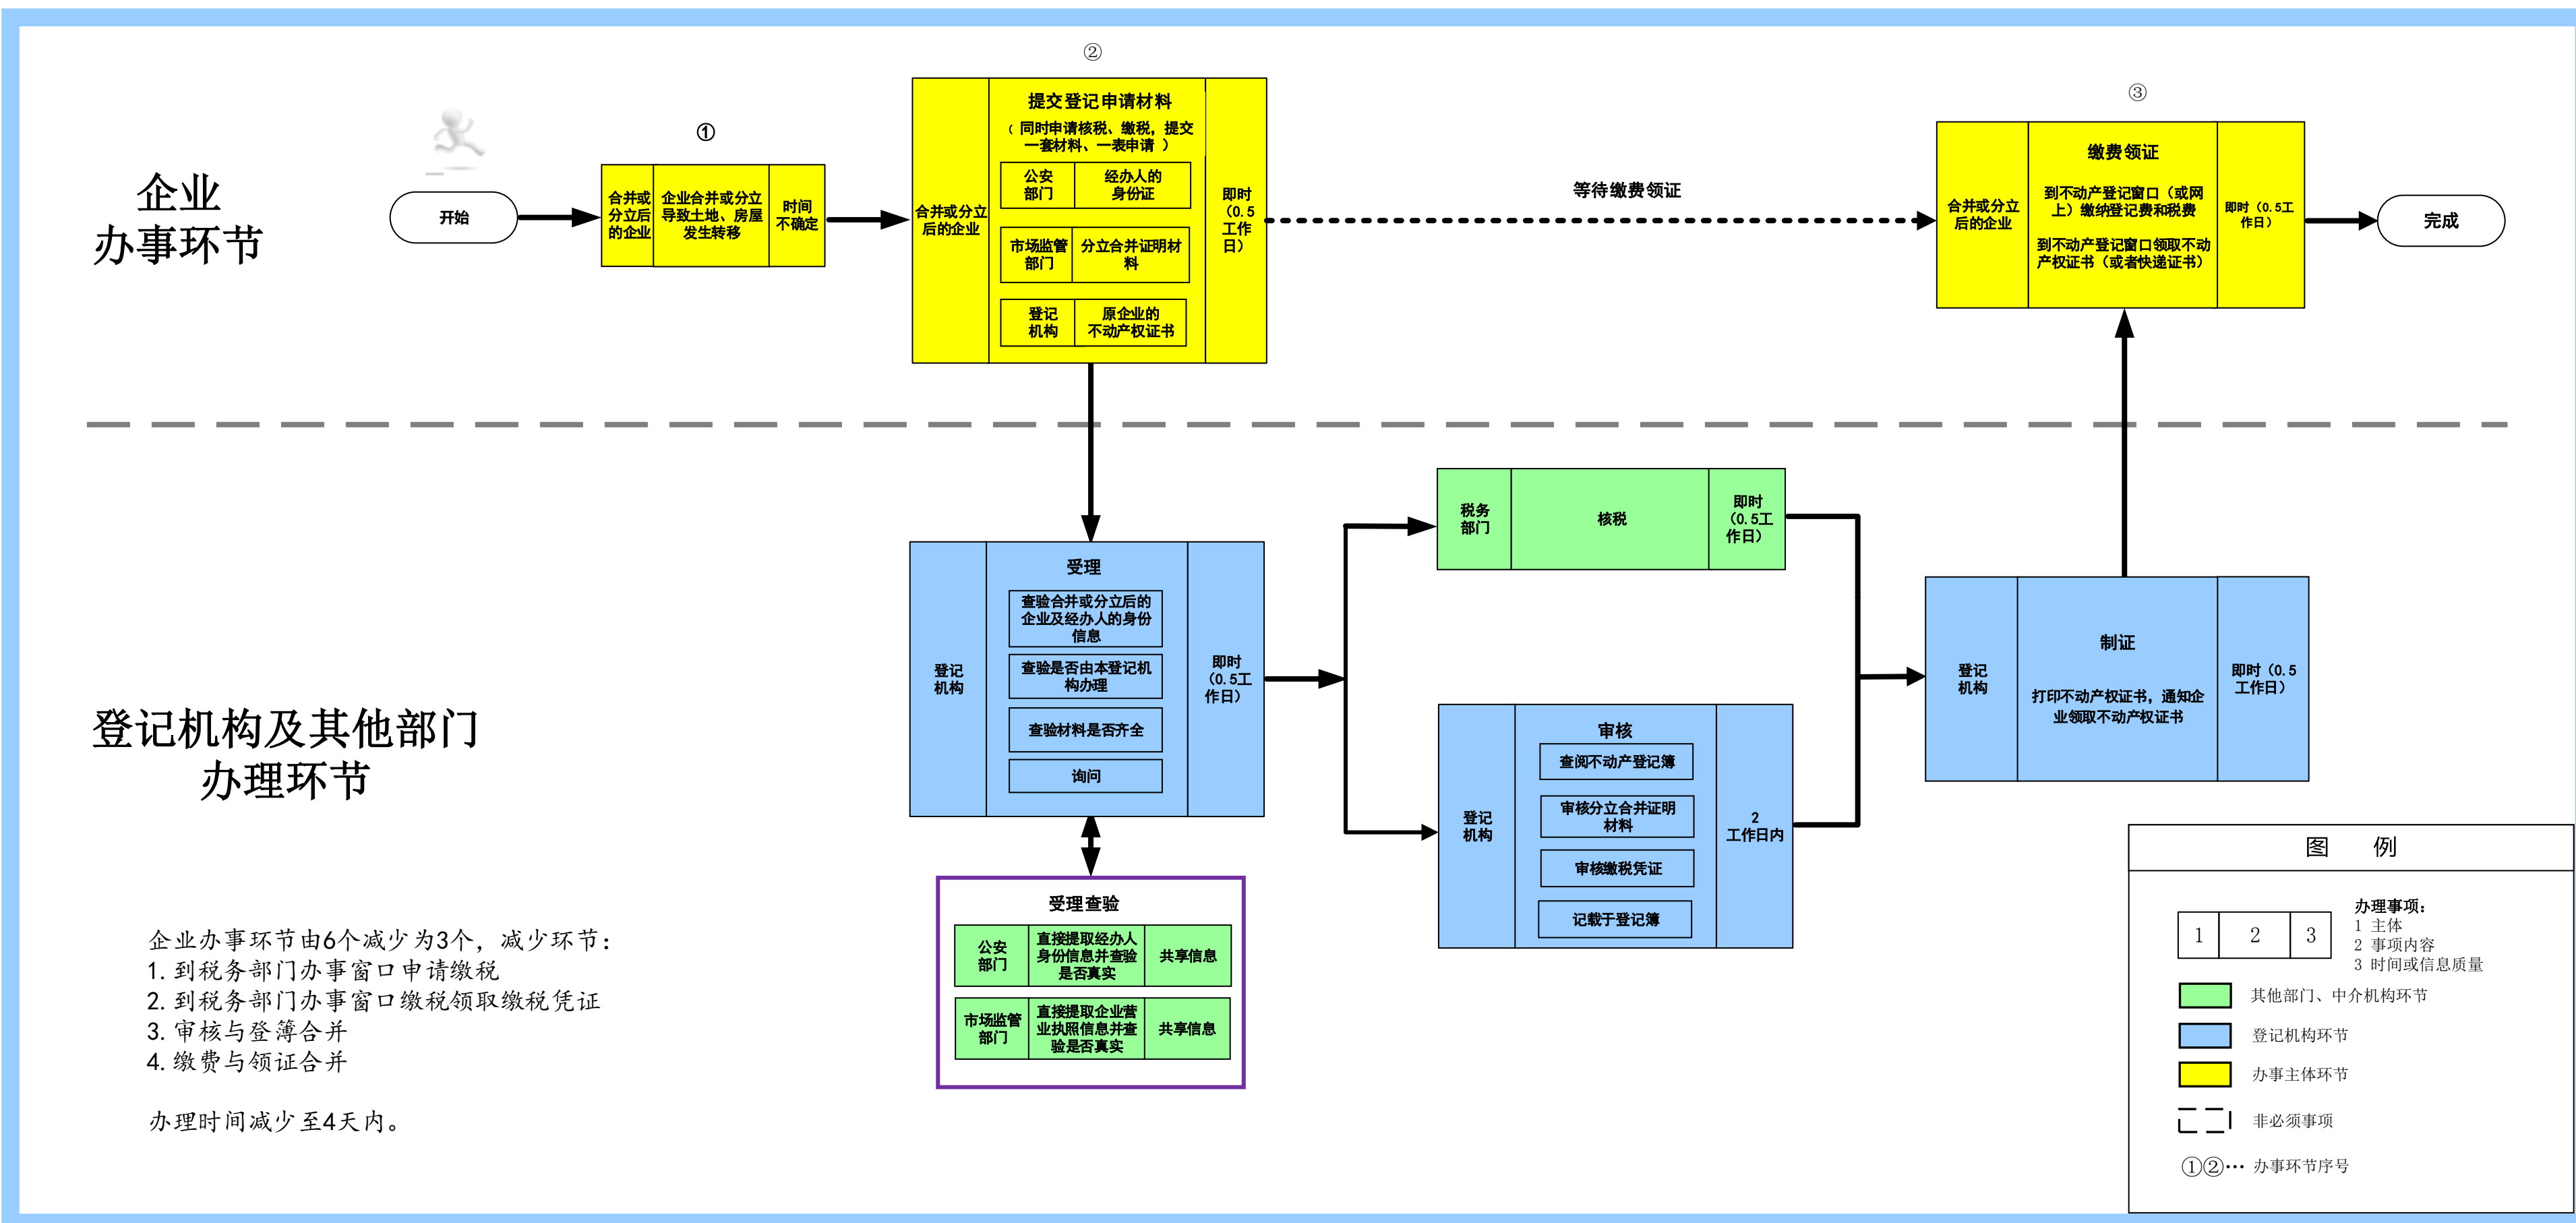 企业
办事环节
开始
①
合并或
分立后
的企业
企业合并或分立
导致土地、房屋
发生转移
时间
不确定
②
合并或分立
后的企业
提交登记申请材料
（ 同时申请核税、缴税，提交
一套材料、一表申请 ）
公安
部门
经办人的
身份证
市场监管
部门
分立合并证明材
料
登记
机构
原企业的
不动产权证书
即时
（0.5
工作
日）
等待缴费领证
③
合并或分立
后的企业
缴费领证
到不动产登记窗口（或网
上）缴纳登记费和税费
到不动产登记窗口领取不动
产权证书（或者快递证书）
即时（0.5工
作日）
完成
登记机构及其他部门
办理环节
登记
机构
受理
查验合并或分立后的
企业及经办人的身份
信息
查验是否由本登记机
构办理
查验材料是否齐全
询问
即时
（0.5工
作日）
受理查验
公安
部门
直接提取经办人
身份信息并查验
是否真实
共享信息
市场监管
部门
直接提取企业营
业执照信息并查
验是否真实
共享信息
税务
部门
核税
即时
（0.5工
作日）
登记
机构
审核
查阅不动产登记簿
审核分立合并证明
材料
审核缴税凭证
记载于登记簿
2
工作日内
登记
机构
制证
打印不动产权证书，通知企
业领取不动产权证书
即时（0.5
工作日）
企业办事环节由6个减少为3个，减少环节：
1.到税务部门办事窗口申请缴税
2.到税务部门办事窗口缴税领取缴税凭证
3.审核与登薄合并
4.缴费与领证合并
办理时间减少至4天内。
图 例
1 2 3
办理事项：
1 主体
2 事项内容
3 时间或信息质量
其他部门、中介机构环节
登记机构环节
办事主体环节
非必须事项
①②… 办事环节序号